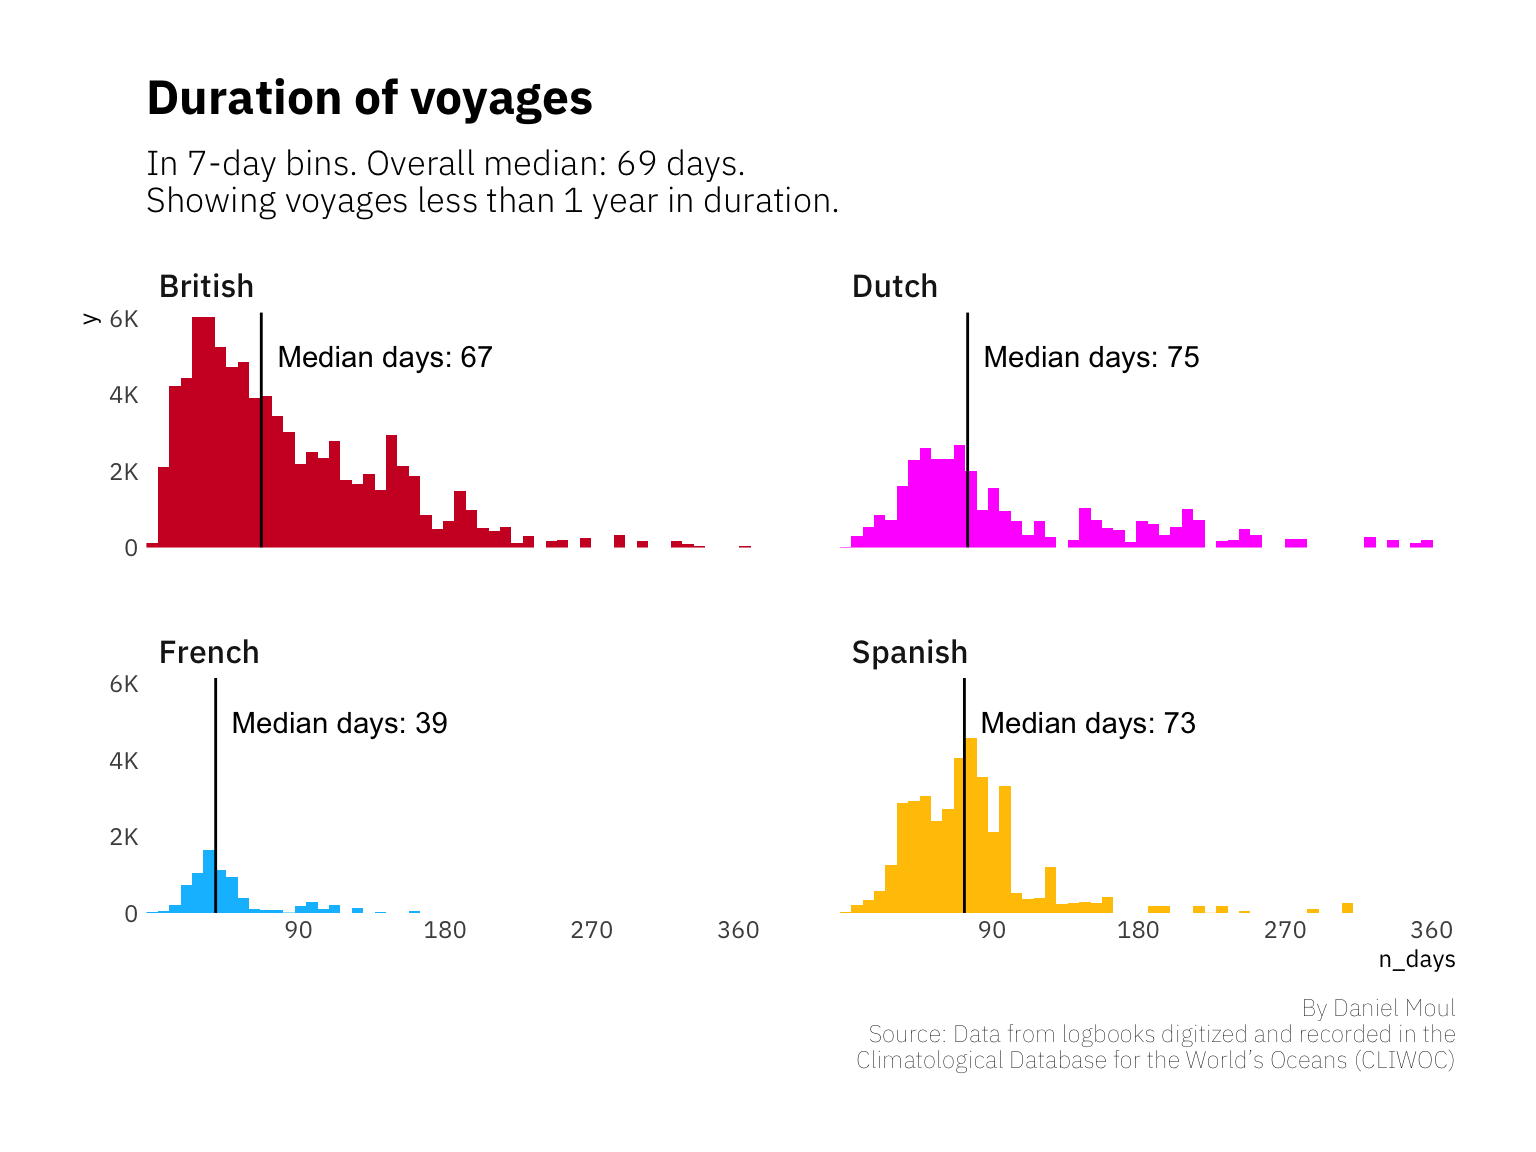 Duration of voyages
In 7-day bins. Overall median: 69 days.
Showing voyages less than 1 year in duration.
British
Dutch
y
6K
4K
2K
0
Median days: 67
Median days: 75
French
Spanish
6K
4K
2K
0
Median days: 39
Median days: 73
90 180 270 360
90 180 270 360
n_days
By Daniel Moul
Source: Data from logbooks digitized and recorded in the
Climatological Database for the World’s Oceans (CLIWOC)